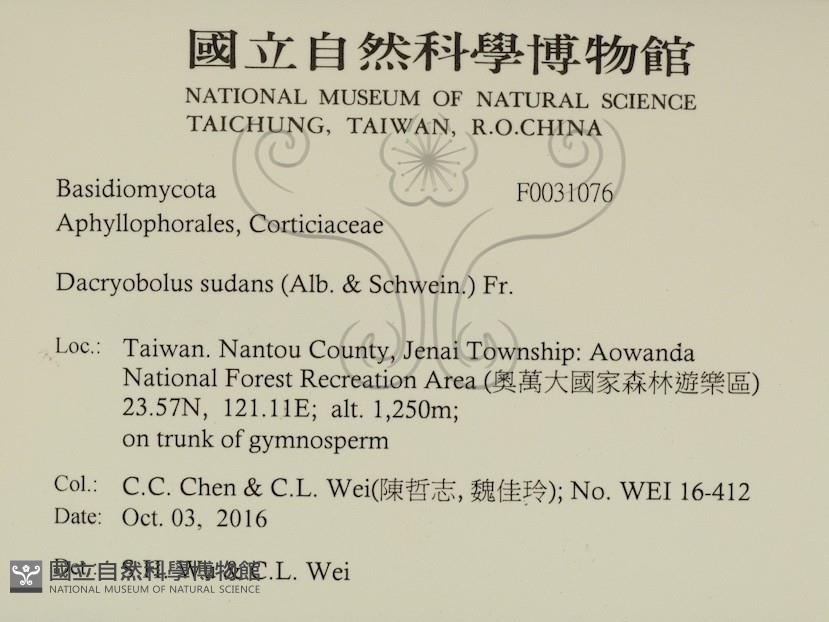 國立自然科學博物館
NATIONAL MUSEUM OF NATURAL SCIENCE
TAICHUNG, TAIWAN, R.O.CHINA
Basidiomycota F0031076
Aphyllophorales, Corticiaceae
Dacryobolus sudans (Alb. & Schwein.) Fr.
Loc.: Taiwan. Nantou County, Jenai Township: Aowanda
National Forest Recreation Area (奧萬大國家森林遊樂區)
23.57N, 121.11E; alt. 1,250m;
on trunk of gymnosperm
Col.: C.C. Chen & C.L. Wei(陳哲志, 魏佳玲); No. WEI 16-412
Date: Oct. 03, 2016
Det.: S.H. Wu & C.L. Wei
國立自然科學博物館
NATIONAL MUSEUM OF NATURAL SCIENCE